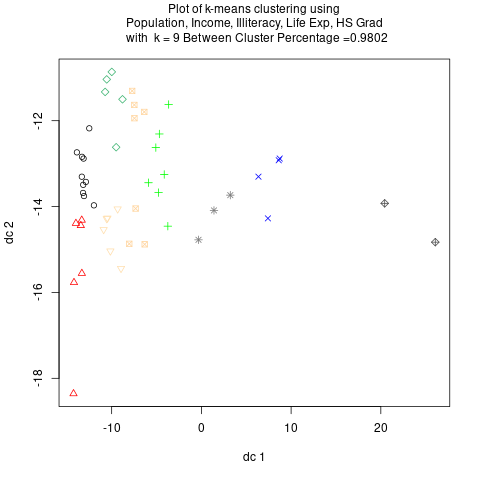 Plot of k-means clustering using
Population, Income, Illiteracy, Life Exp, HS Grad
with k = 9 Between Cluster Percentage =0.9802
-12
-14
-16
-18
dc 2
-10 0 10 20
dc 1